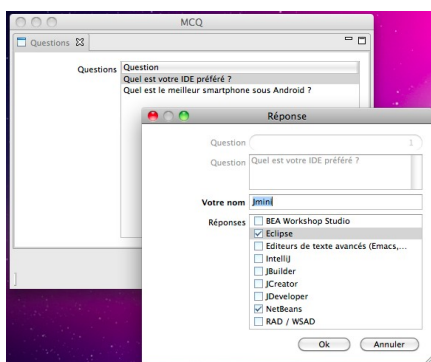 MCQ
Questions
Questions
Question
Quel est votre IDE préféré ?
Quel est le meilleur smartphone sous Android ?
Réponse
Question
1
Question
Quel est votre IDE préféré ?
Votre nom
Jmini
Réponses
BEA Workshop Studio
Eclipse
Editeurs de texte avancés (Emacs,...
IntelliJ
JBuilder
JCreator
JDeveloper
NetBeans
RAD / WSAD
Ok
Annuler